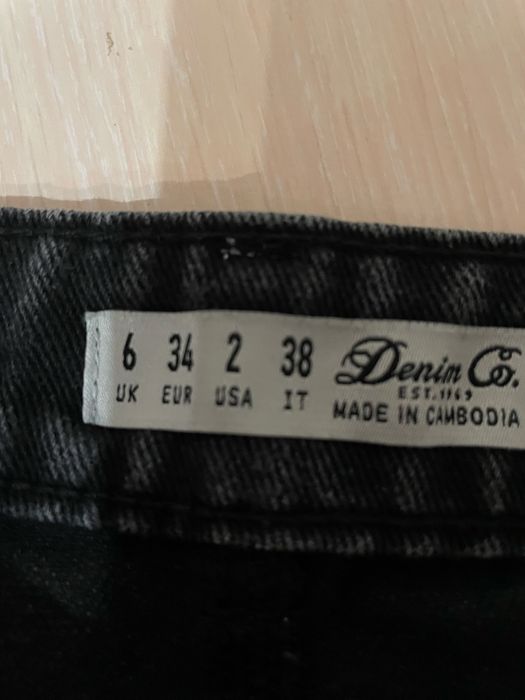 6 34 2 38 Denim Co.
UK EUR USA IT EST. 1969
MADE IN CAMBODIA